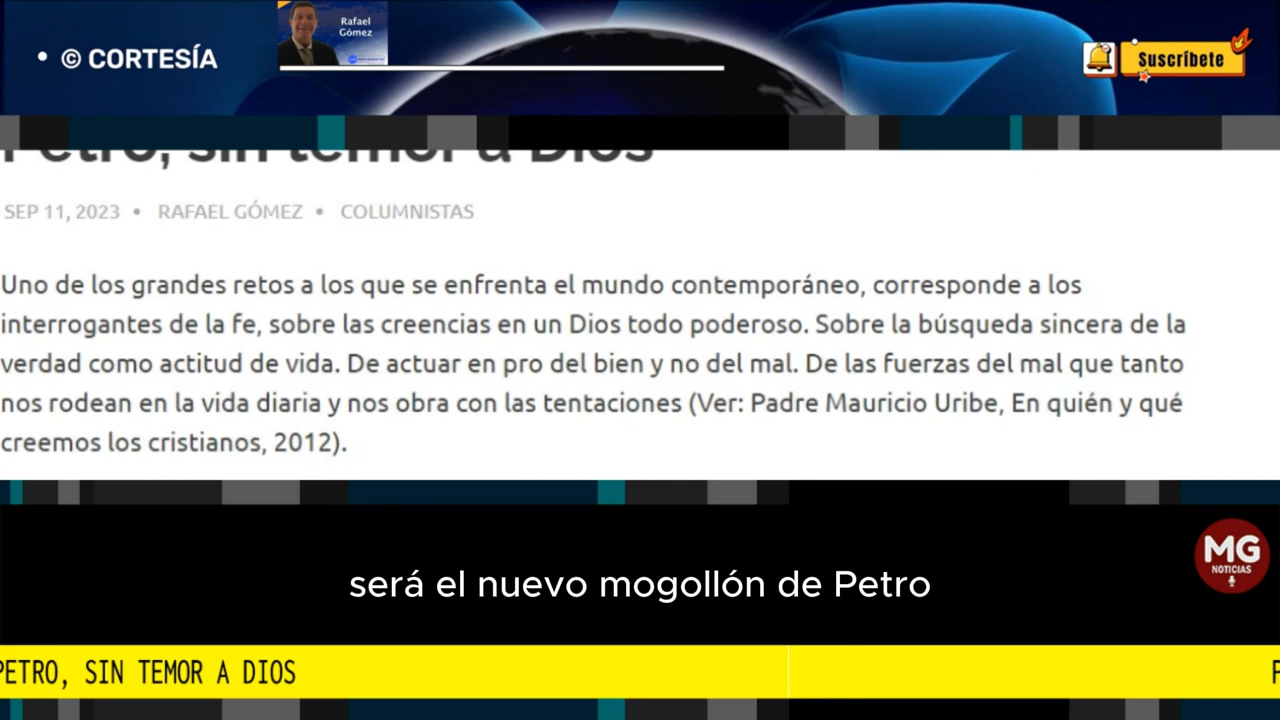 • © CORTESÍA
Rafael
Gómez
Suscríbete
Petro, sin temor a Dios
SEP 11, 2023 • RAFAEL GÓMEZ • COLUMNISTAS
Uno de los grandes retos a los que se enfrenta el mundo contemporáneo, corresponde a los
interrogantes de la fe, sobre las creencias en un Dios todo poderoso. Sobre la búsqueda sincera de la
verdad como actitud de vida. De actuar en pro del bien y no del mal. De las fuerzas del mal que tanto
nos rodean en la vida diaria y nos obra con las tentaciones (Ver: Padre Mauricio Uribe, En quién y qué
creemos los cristianos, 2012).
MG
NOTICIAS
será el nuevo mogollón de Petro
PETRO, SIN TEMOR A DIOS
P